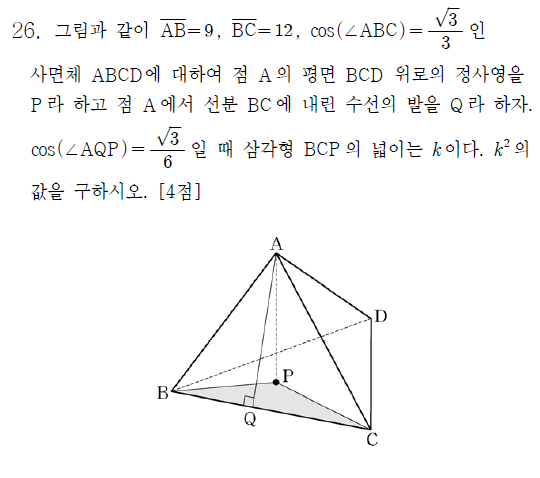 26. 그림과 같이 $\overline{AB}=9$, $\overline{BC}=12$, $\cos(\angle ABC)=\frac{\sqrt{3}}{3}$ 인
사면체 ABCD에 대하여 점 A의 평면 BCD 위로의 정사영을
P라 하고 점 A에서 선분 BC에 내린 수선의 발을 Q라 하자.
$\cos(\angle AQP)=\frac{\sqrt{3}}{6}$ 일 때 삼각형 BCP의 넓이는 $k$이다. $k^2$의
값을 구하시오. [4점]
A
D
P
B
Q
C